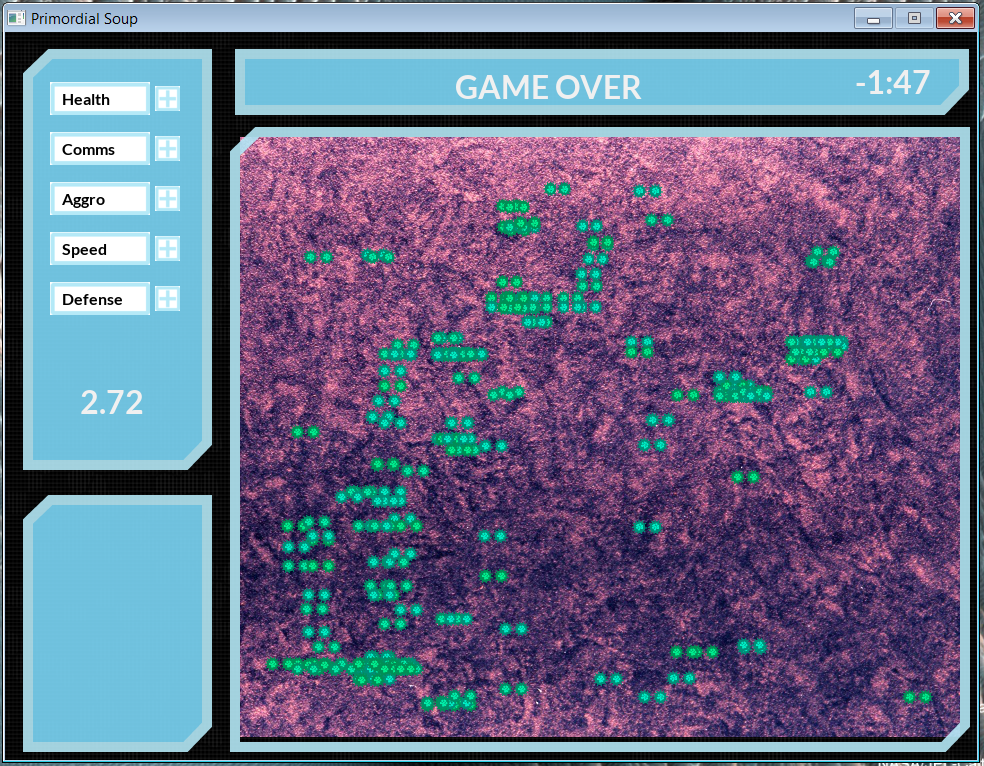 Primordial Soup
GAME OVER
-1:47
Health
Comms
Aggro
Speed
Defense
2.72